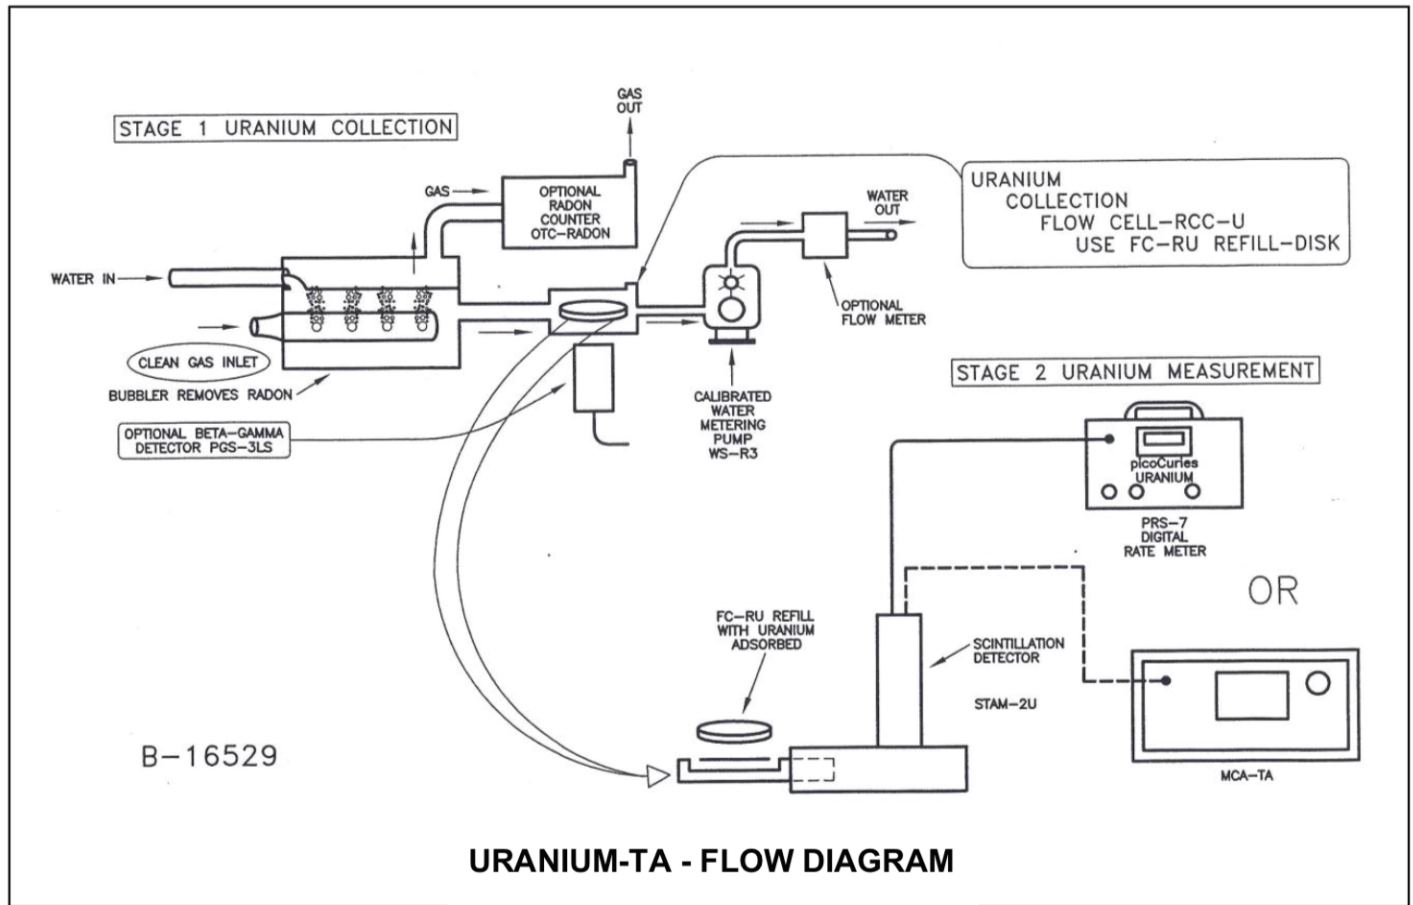 STAGE 1 URANIUM COLLECTION
GAS
OUT
GAS
OPTIONAL
RADON
COUNTER
OTC-RADON
WATER
OUT
URANIUM
COLLECTION
FLOW CELL-RCC-U
USE FC-RU REFILL-DISK
WATER IN
OPTIONAL
FLOW METER
CLEAN GAS INLET
BUBBLER REMOVES RADON
OPTIONAL BETA-GAMMA
DETECTOR PGS-3LS
CALIBRATED
WATER
METERING
PUMP
WS-R3
STAGE 2 URANIUM MEASUREMENT
picoCuries
URANIUM
PRS-7
DIGITAL
RATE METER
OR
FC-RU REFILL
WITH URANIUM
ADSORBED
SCINTILLATION
DETECTOR
STAM-2U
MCA-TA
B-16529
URANIUM-TA - FLOW DIAGRAM